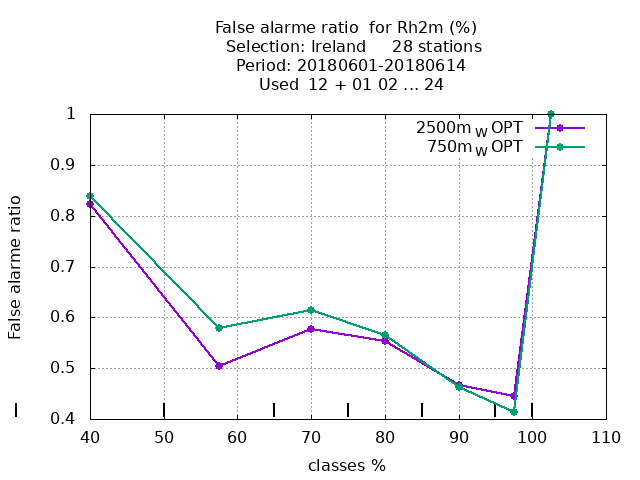 False alarme ratio for Rh2m (%)
Selection: Ireland 28 stations
Period: 20180601-20180614
Used 12 + 01 02 ... 24
2500m W OPT
750m W OPT
1
0.9
0.8
0.7
0.6
0.5
0.4
False alarme ratio
40 50 60 70 80 90 100 110
classes %